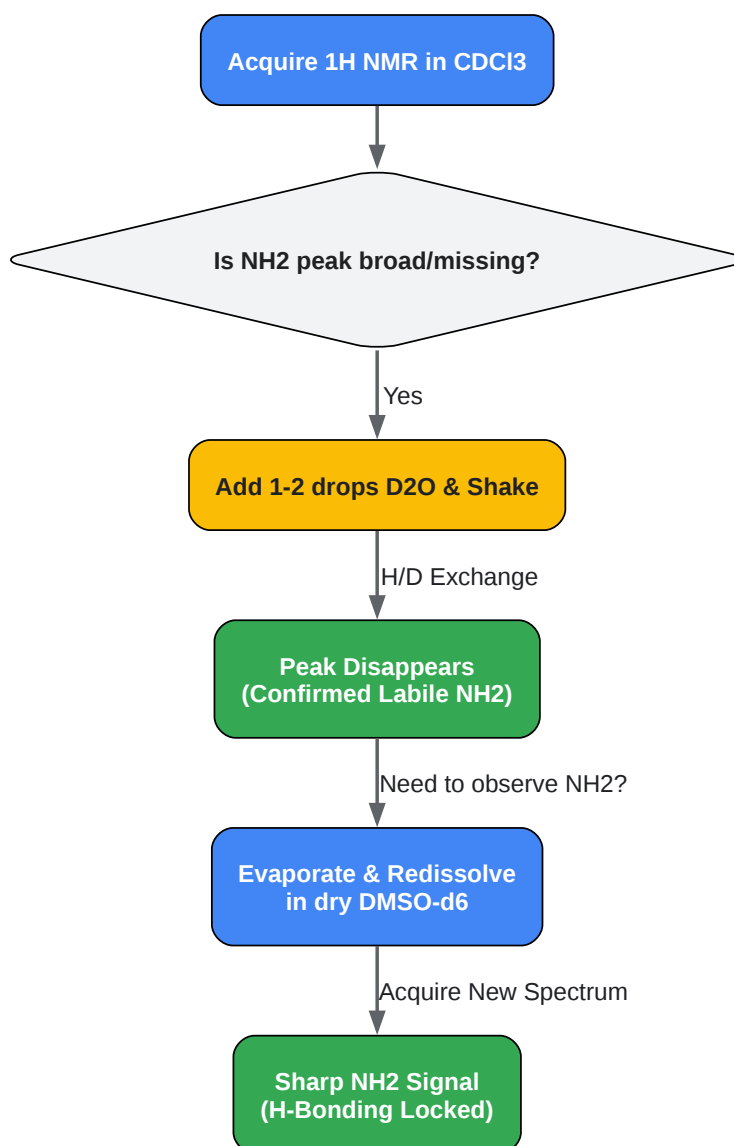 Acquire 1H NMR in CDCl3
Is NH2 peak broad/missing?
Yes
Add 1-2 drops D2O & Shake
H/D Exchange
Peak Disappears
(Confirmed Labile NH2)
Need to observe NH2?
Evaporate & Redissolve
in dry DMSO-d6
Acquire New Spectrum
Sharp NH2 Signal
(H-Bonding Locked)